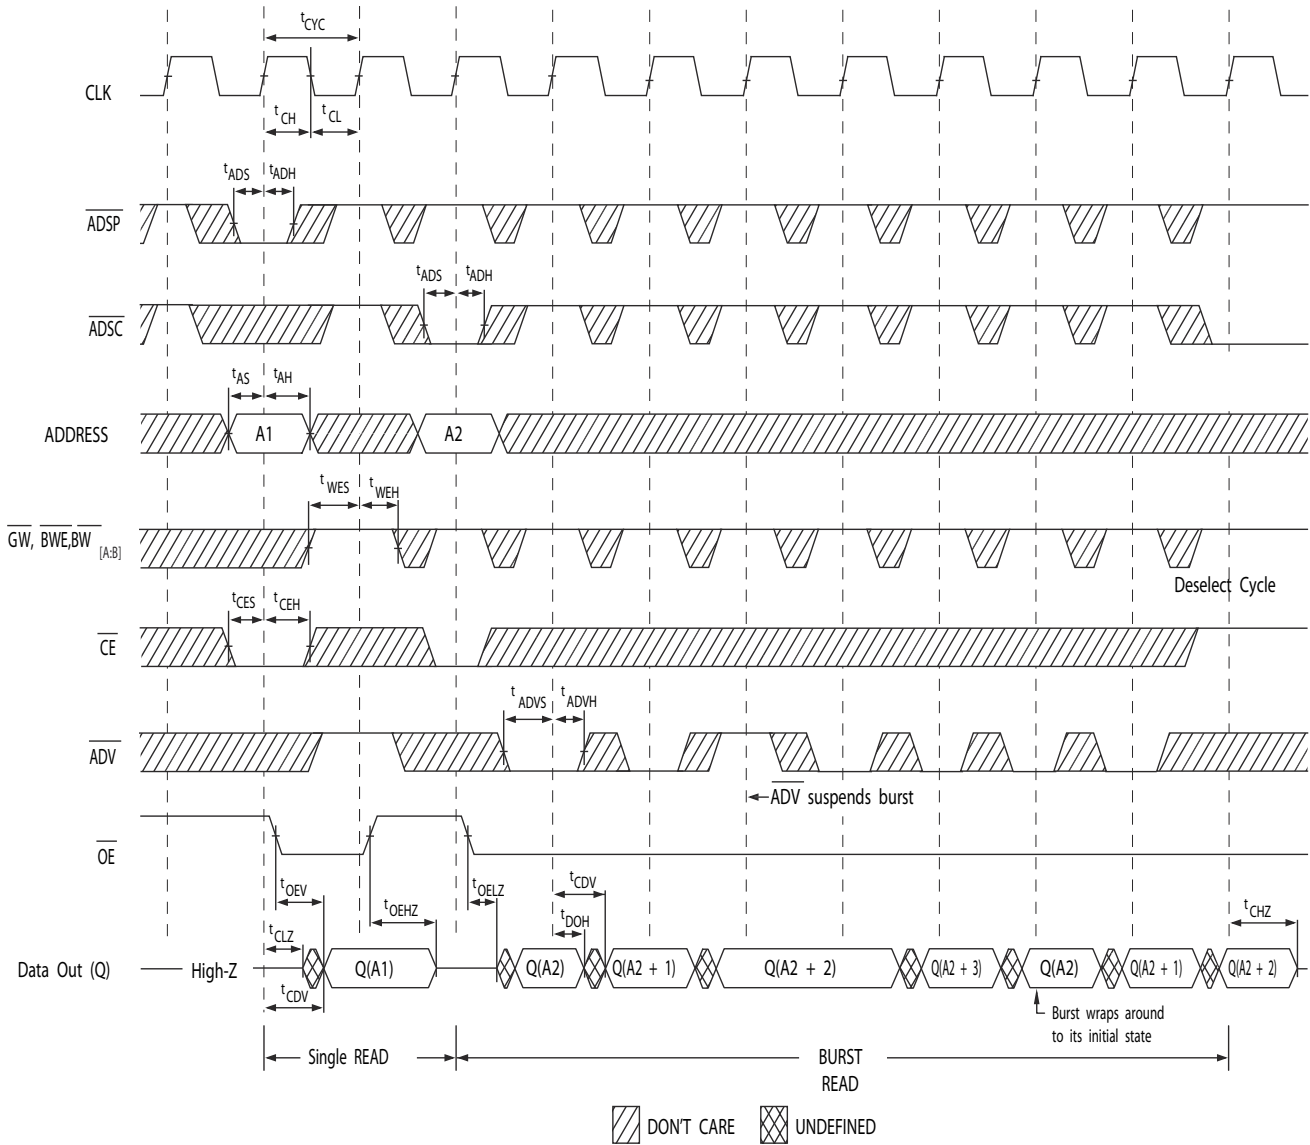 tCYC
CLK
tCH
tCL
tADS
tADH
ADSP
tADS
tADH
ADSC
tAS
tAH
ADDRESS
A1
A2
tWES
tWEH
GW, BWE,BW [A:B]
Deselect Cycle
tCES
tCEH
CE
tADVS
tADVH
ADV
ADV suspends burst
OE
tOEV
tOEHZ
tOELZ
tCDV
tDOH
tCHZ
tCLZ
Data Out (Q)
High-Z
Q(A1)
Q(A2)
Q(A2 + 1)
Q(A2 + 2)
Q(A2 + 3)
Q(A2)
Q(A2 + 1)
Q(A2 + 2)
tCDV
Burst wraps around
to its initial state
Single READ
BURST
READ
DON'T CARE
UNDEFINED